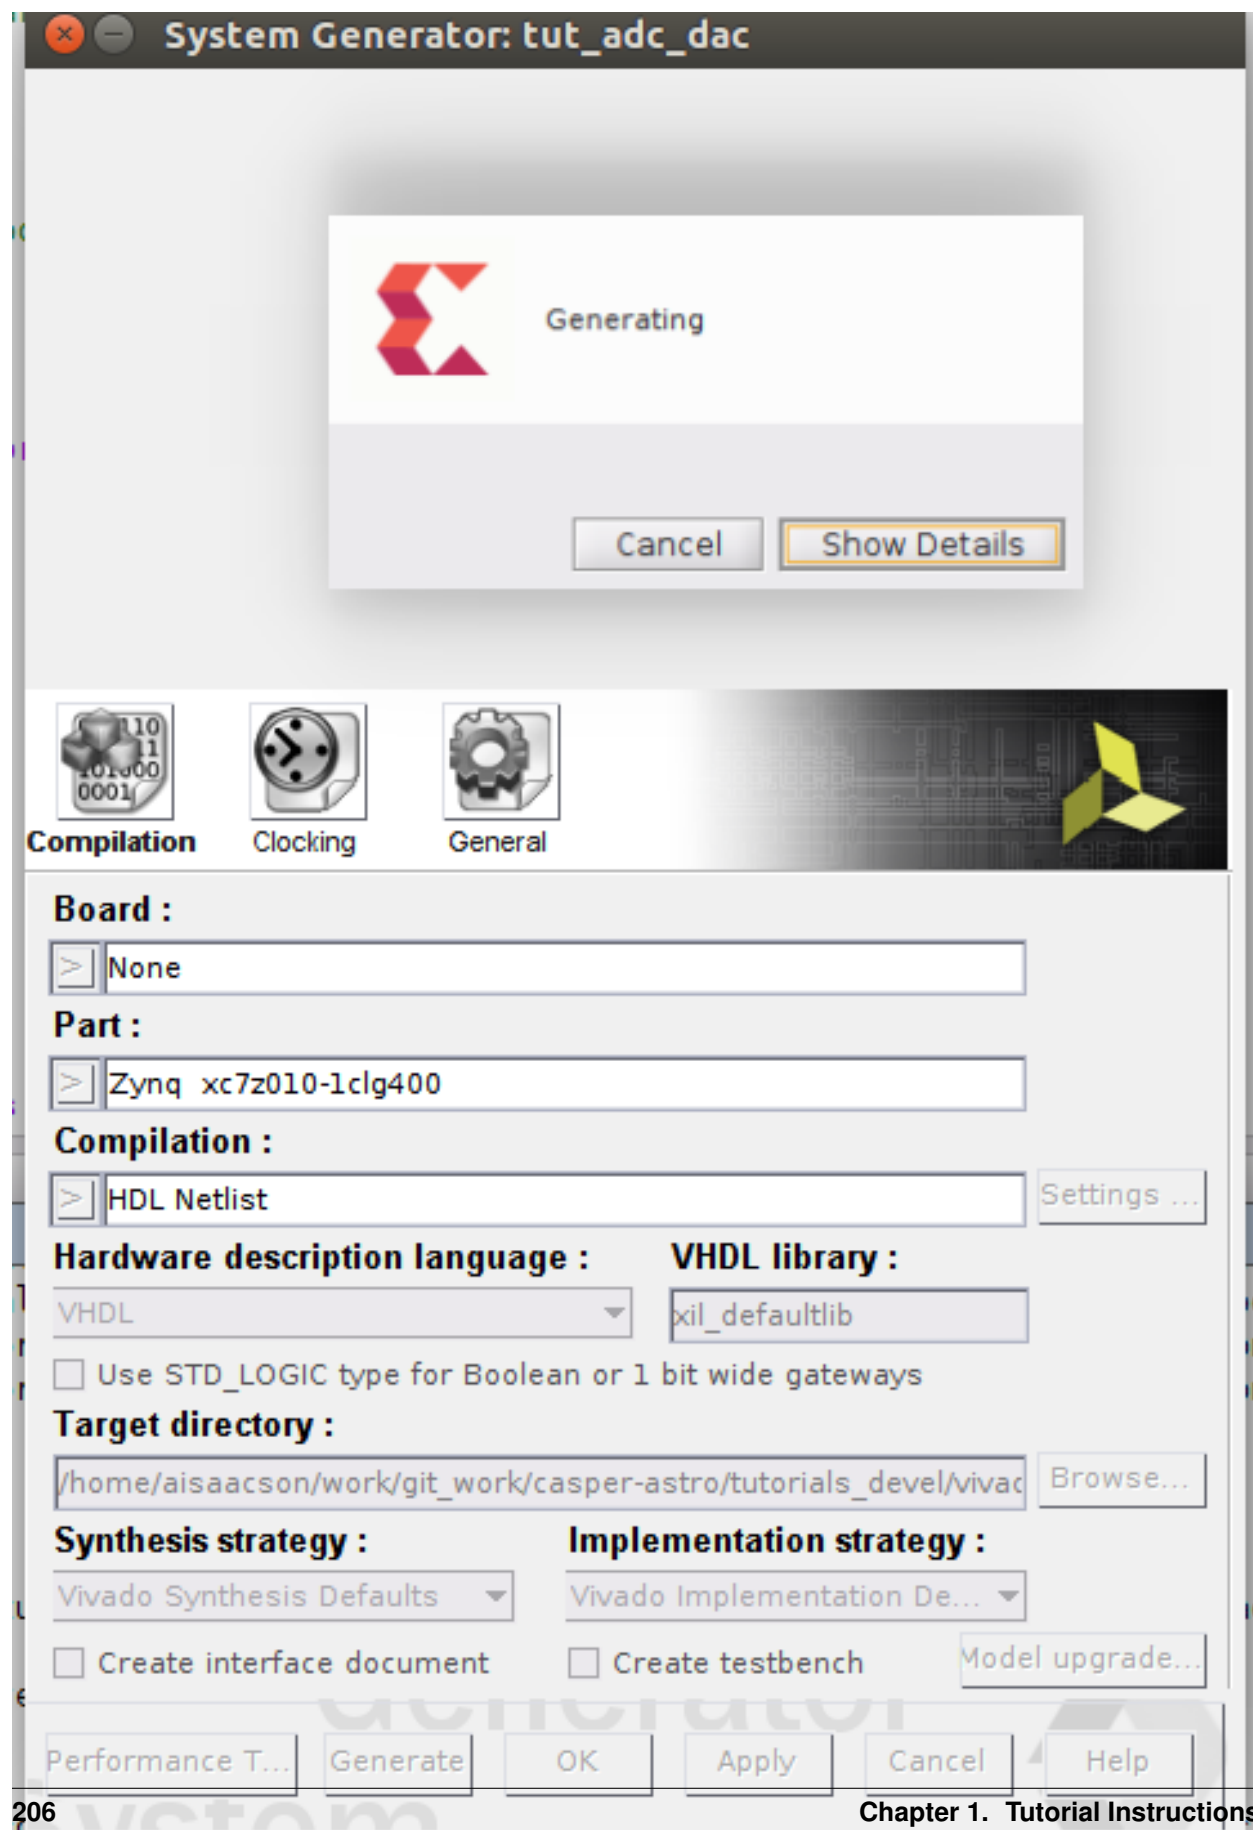 System Generator: tut_adc_dac
Generating
Cancel
Show Details
Compilation
Clocking
General
Board :
> None
Part :
> Zynq xc7z010-1clg400
Compilation :
> HDL Netlist
Settings ...
Hardware description language :
VHDL library :
VHDL
xil_defaultlib
Use STD_LOGIC type for Boolean or 1 bit wide gateways
Target directory :
/home/aisaacson/work/git_work/casper-astro/tutorials_devel/vivac
Browse...
Synthesis strategy :
Implementation strategy :
Vivado Synthesis Defaults
Vivado Implementation De...
Create interface document
Create testbench
Model upgrade...
Generator
Performance T...
Generate
OK
Apply
Cancel
Help
System
206
Chapter 1. Tutorial Instructions